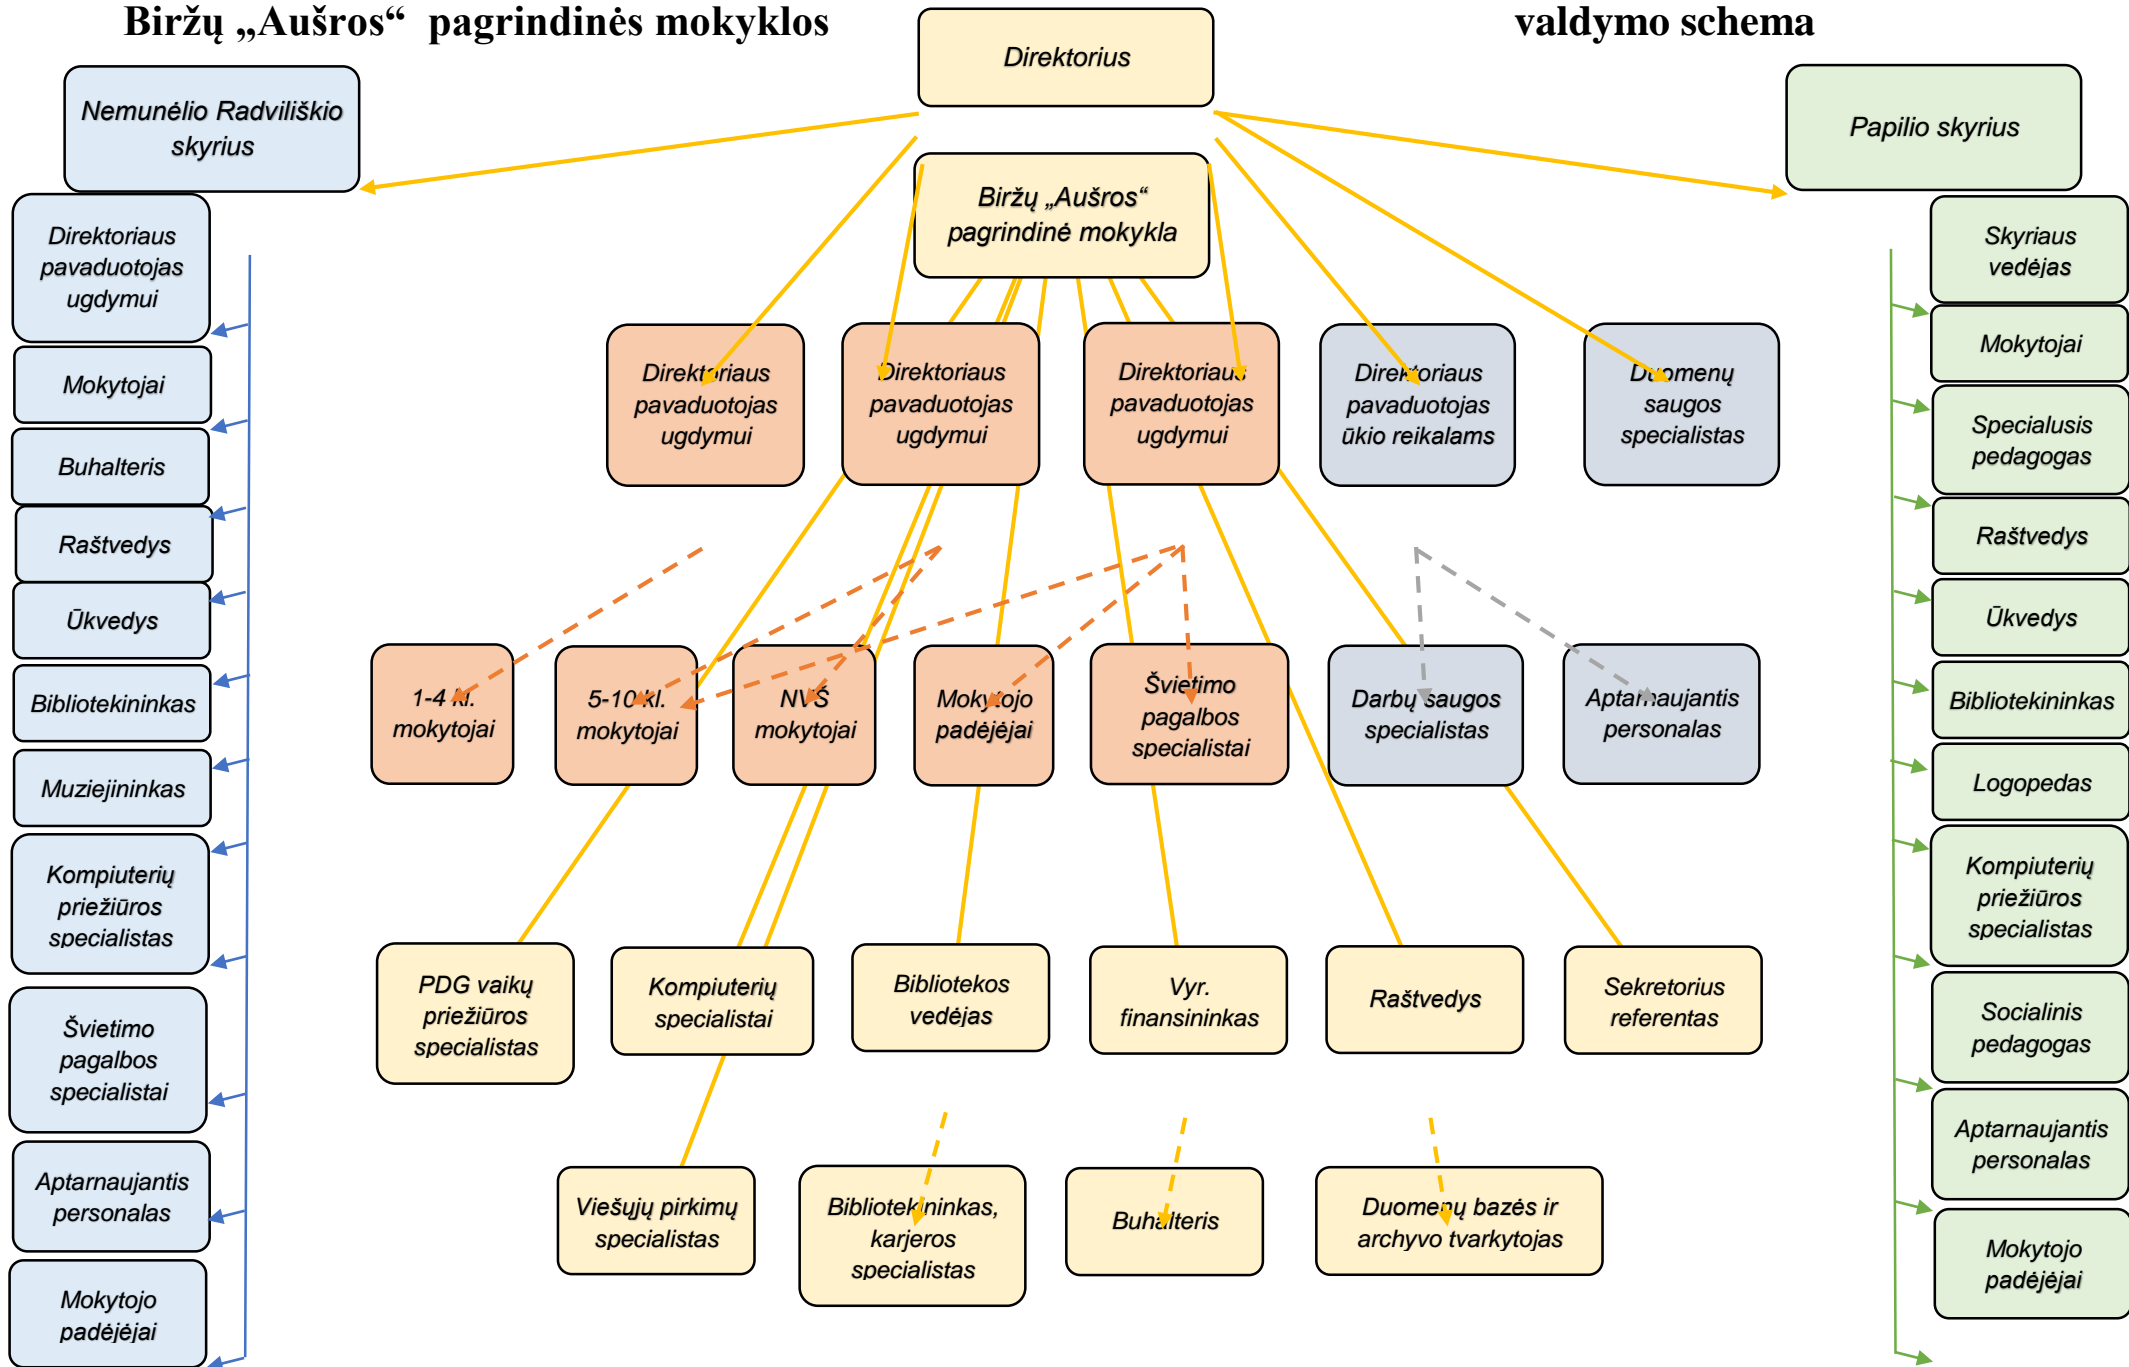 Biržų „Aušros“ pagrindinės mokyklos valdymo schema
Direktorius
Nemunėlio Radviliškio
skyrius
Papilio skyrius
Biržų „Aušros“
pagrindinė mokykla
Direktoriaus
pavaduotojas
ugdymui
Mokytojai
Buhalteris
Raštvedys
Ūkvedys
Bibliotekininkas
Muziejininkas
Kompiuterių
priežiūros
specialistas
Švietimo
pagalbos
specialistai
Aptarnaujantis
personalas
Mokytojo
padėjėjai
Direktoriaus
pavaduotojas
ugdymui
Direktoriaus
pavaduotojas
ugdymui
Direktoriaus
pavaduotojas
ugdymui
Direktoriaus
pavaduotojas
ūkio reikalams
Duomenų
saugos
specialistas
1-4 kl.
mokytojai
5-10 kl.
mokytojai
NVŠ
mokytojai
Mokytojo
padėjėjai
Švietimo
pagalbos
specialistai
Darbų saugos
specialistas
Aptarnaujantis
personalas
PDG vaikų
priežiūros
specialistas
Kompiuterių
specialistai
Bibliotekos
vedėjas
Vyr.
finansininkas
Raštvedys
Sekretorius
referentas
Viešųjų pirkimų
specialistas
Bibliotekininkas,
karjeros
specialistas
Buhalteris
Duomenų bazės ir
archyvo tvarkytojas
Skyriaus
vedėjas
Mokytojai
Specialusis
pedagogas
Raštvedys
Ūkvedys
Bibliotekininkas
Logopedas
Kompiuterių
priežiūros
specialistas
Socialinis
pedagogas
Aptarnaujantis
personalas
Mokytojo
padėjėjai